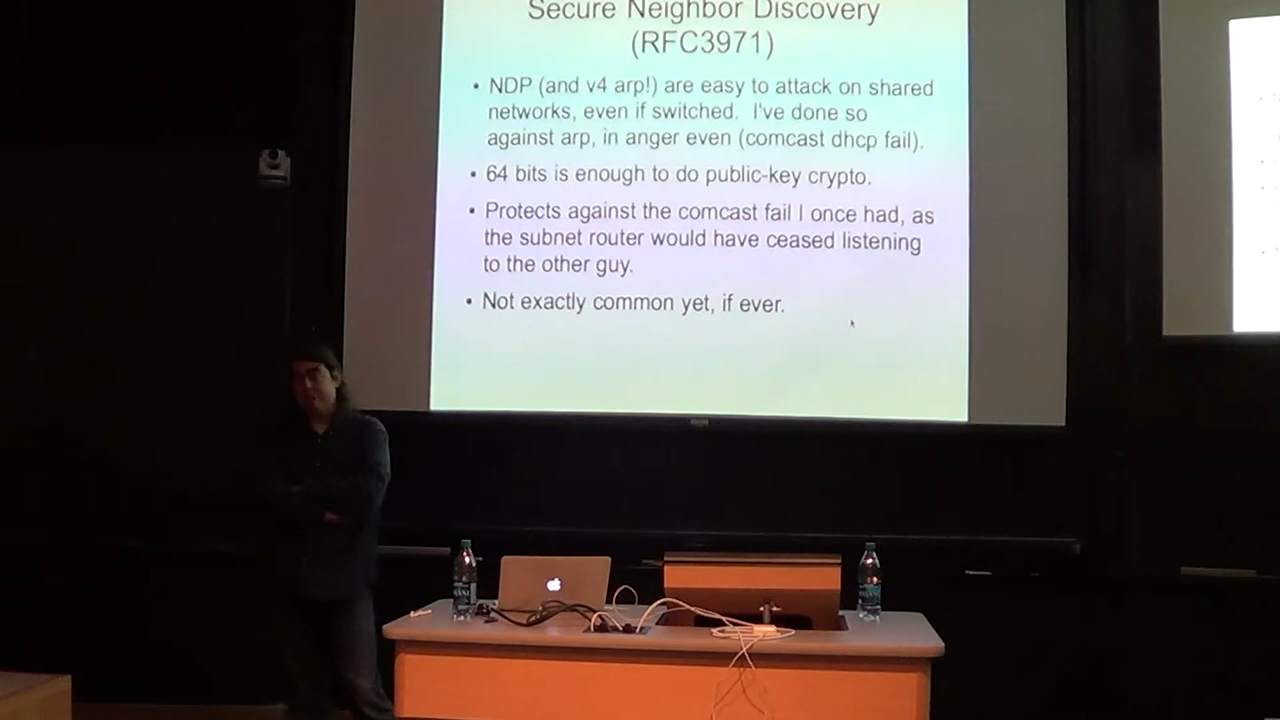 Secure Neighbor Discovery
(RFC3971)
• NDP (and v4 arp!) are easy to attack on shared
networks, even if switched. I've done so
against arp, in anger even (comcast dhcp fail).
• 64 bits is enough to do public-key crypto.
• Protects against the comcast fail I once had, as
the subnet router would have ceased listening
to the other guy.
• Not exactly common yet, if ever.